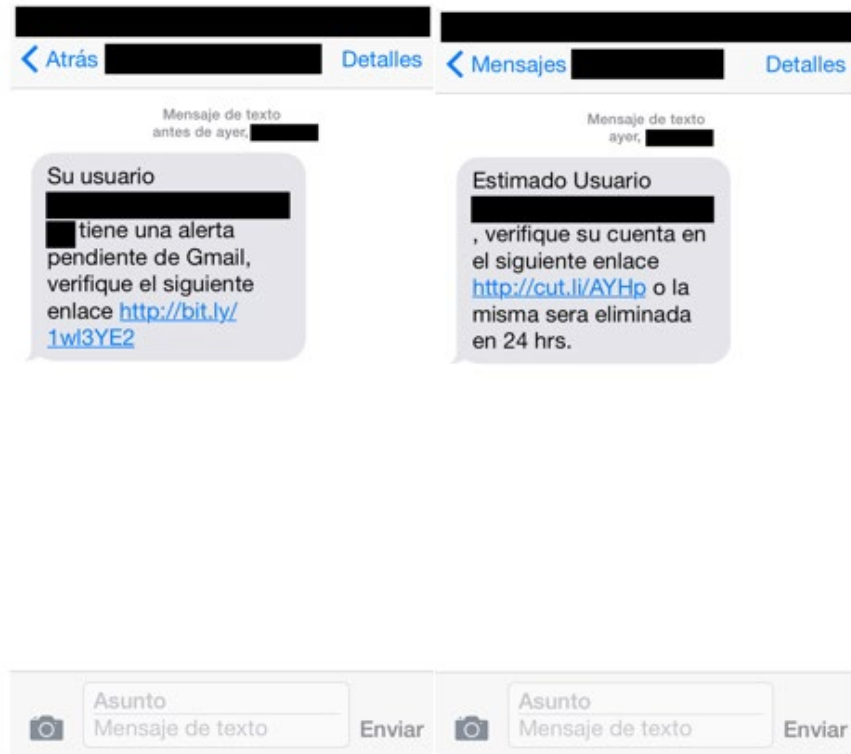 Atrás
Detalles
Mensaje de texto
antes de ayer,
Su usuario
tiene una alerta
pendiente de Gmail,
verifique el siguiente
enlace http://bit.ly/
1wl3YE2
Asunto
Mensaje de texto
Enviar
Mensajes
Detalles
Mensaje de texto
ayer,
Estimado Usuario
, verifique su cuenta en
el siguiente enlace
http://cut.li/AYHp o la
misma sera eliminada
en 24 hrs.
Asunto
Mensaje de texto
Enviar